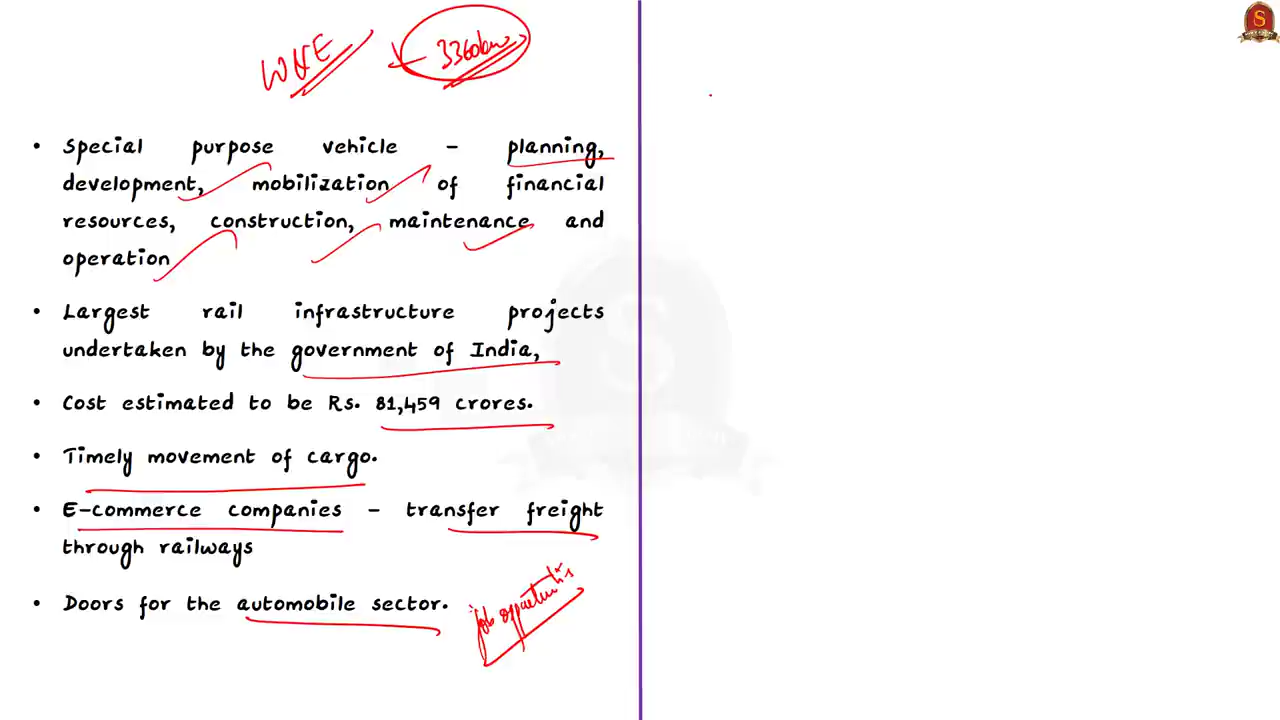 W & E
3360km
• Special purpose vehicle – planning,
development, mobilization of financial
resources, construction, maintenance and
operation
• Largest rail infrastructure projects
undertaken by the government of India,
• Cost estimated to be Rs. 81,459 crores.
• Timely movement of cargo.
• E-commerce companies – transfer freight
through railways
• Doors for the automobile sector.
job opportunities
S